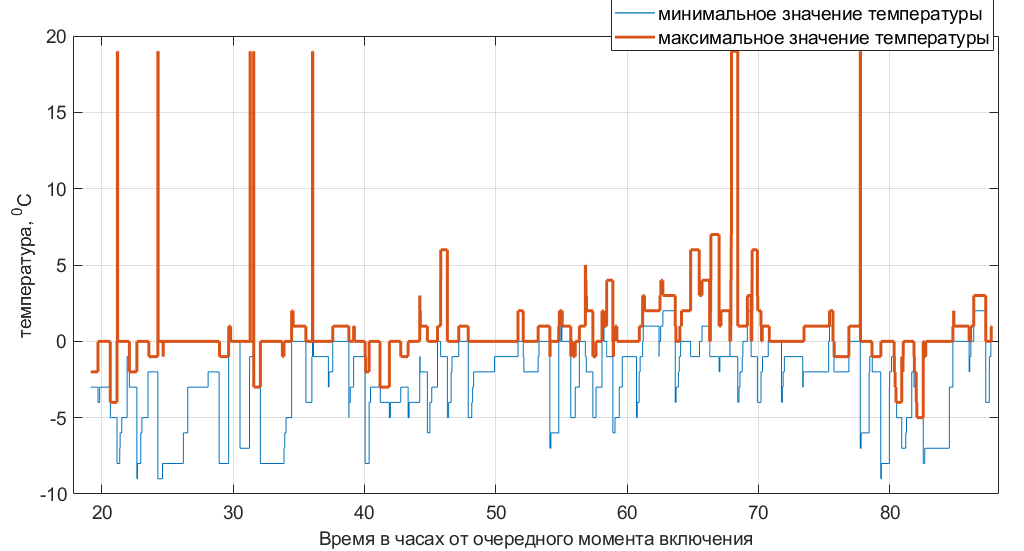 минимальное значение температуры
максимальное значение температуры
20
15
10
5
0
-5
-10
температура, ⁰C
20 30 40 50 60 70 80
Время в часах от очередного момента включения